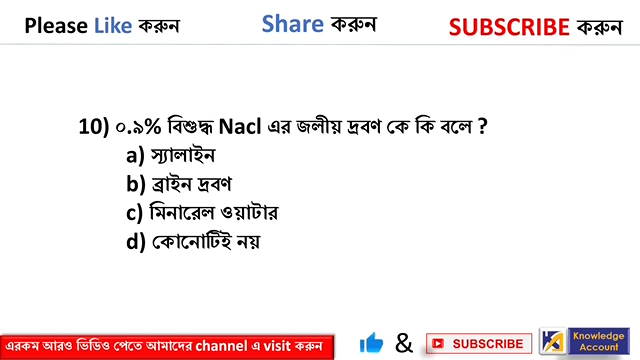 Please Like করুন
Share করুন
SUBSCRIBE করুন
10) ০.৯% বিশুদ্ধ Nacl এর জলীয় দ্রবণ কে কি বলে ?
a) স্যালাইন
b) ব্রাইন দ্রবণ
c) মিনারেল ওয়াটার
d) কোনোটিই নয়
এরকম আরও ভিডিও পেতে আমাদের channel এ visit করুন
&
SUBSCRIBE
Knowledge
Account